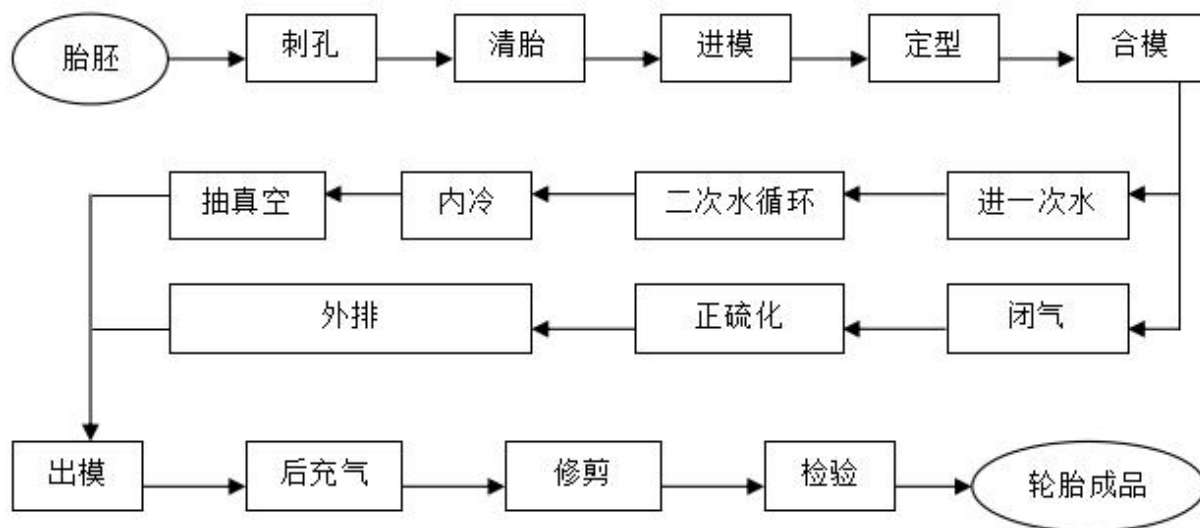 胎胚
刺孔
清胎
进模
定型
合模
抽真空
内冷
二次水循环
进一次水
外排
正硫化
闭气
出模
后充气
修剪
检验
轮胎成品